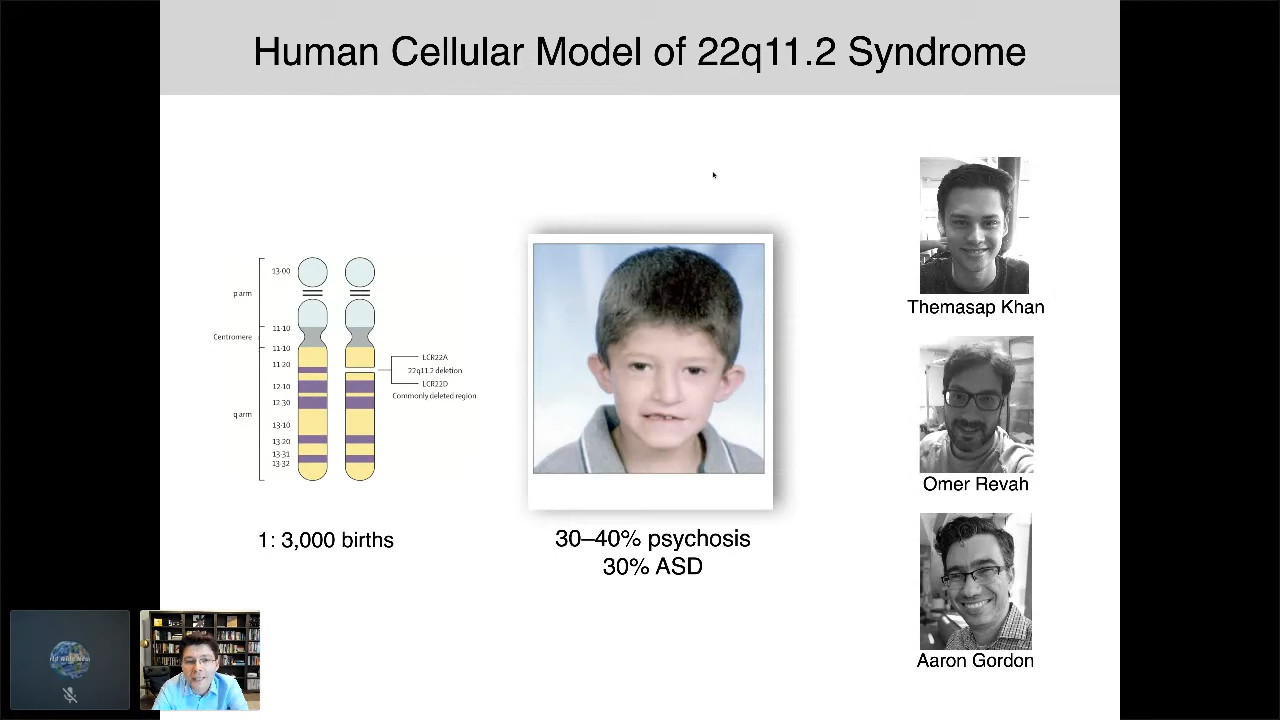 Human Cellular Model of 22q11.2 Syndrome
13·00
p arm
11·10
Centromere
11·10
11·20
12·10
12·30
q arm
13·10
13·20
13·31
13·32
LCR22A
22q11.2 deletion
LCR22D
Commonly deleted region
1: 3,000 births
30–40% psychosis
30% ASD
Themasap Khan
Omer Revah
Aaron Gordon